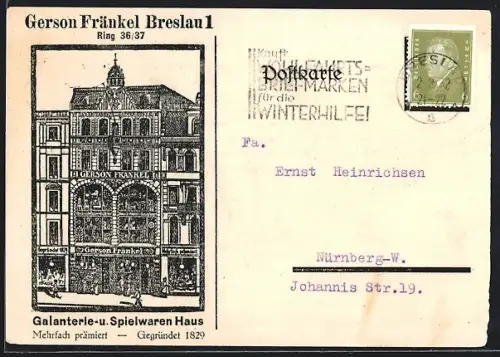 Gerson Fränkel Breslau 1
Ring 36/37
GERSON FRÄNKEL
Gerson Fränkel
Galanterie-u. Spielwaren Haus
Mehrfach prämiert — Gegründet 1829
Kauft
WOHLFAHRTS=
BRIEFMARKEN
für die
WINTERHILFE!
Postkarte
Fa.
Ernst Heinrichsen
Nürnberg-W.
Johannis Str.19.